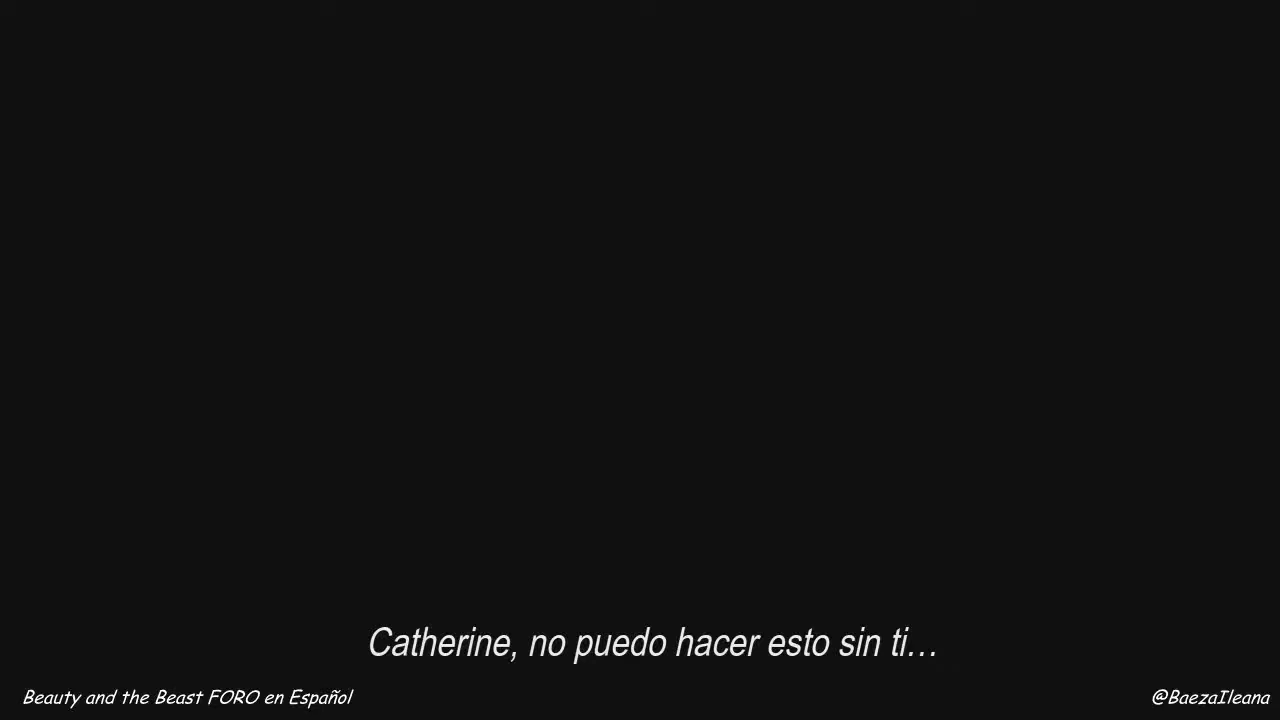 Catherine, no puedo hacer esto sin ti...
Beauty and the Beast FORO en Español
@BaezaIleana